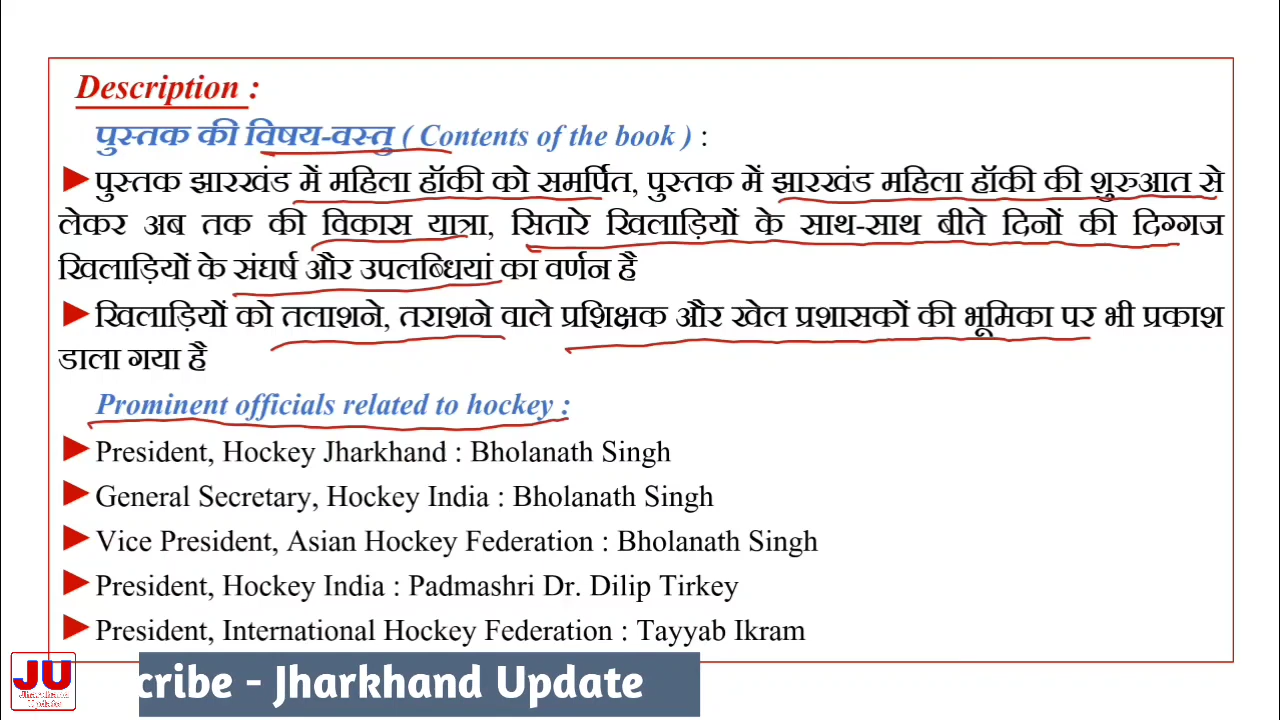 Description :
पुस्तक की विषय-वस्तु ( Contents of the book ) :
पुस्तक झारखंड में महिला हॉकी को समर्पित, पुस्तक में झारखंड महिला हॉकी की शुरुआत से
लेकर अब तक की विकास यात्रा, सितारे खिलाड़ियों के साथ-साथ बीते दिनों की दिग्गज
खिलाड़ियों के संघर्ष और उपलब्धियां का वर्णन है
खिलाड़ियों को तलाशने, तराशने वाले प्रशिक्षक और खेल प्रशासकों की भूमिका पर भी प्रकाश
डाला गया है
Prominent officials related to hockey :
President, Hockey Jharkhand : Bholanath Singh
General Secretary, Hockey India : Bholanath Singh
Vice President, Asian Hockey Federation : Bholanath Singh
President, Hockey India : Padmashri Dr. Dilip Tirkey
President, International Hockey Federation : Tayyab Ikram
JU
Jharkhand
Update
cribe - Jharkhand Update